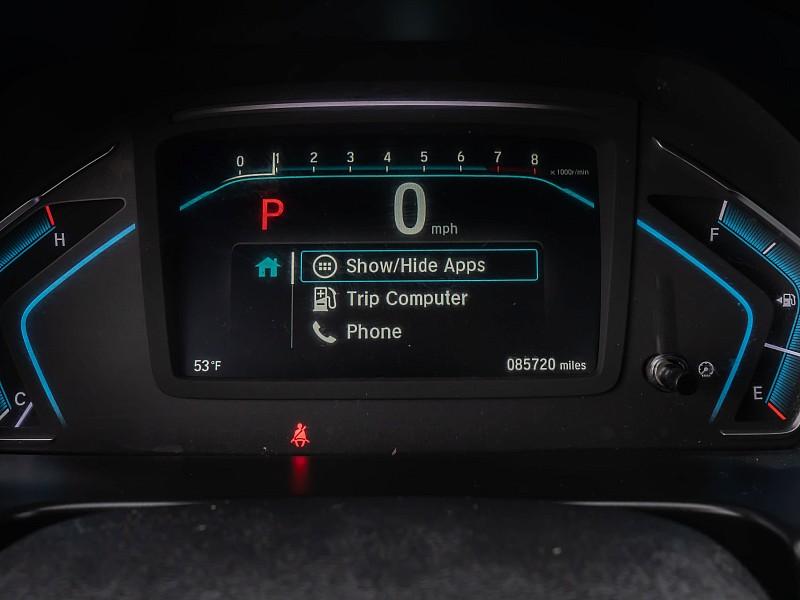 0 1 2 3 4 5 6 7 8
x 1000r/min
P 0 mph
H
F
Show/Hide Apps
Trip Computer
Phone
53°F
085720 miles
C
E